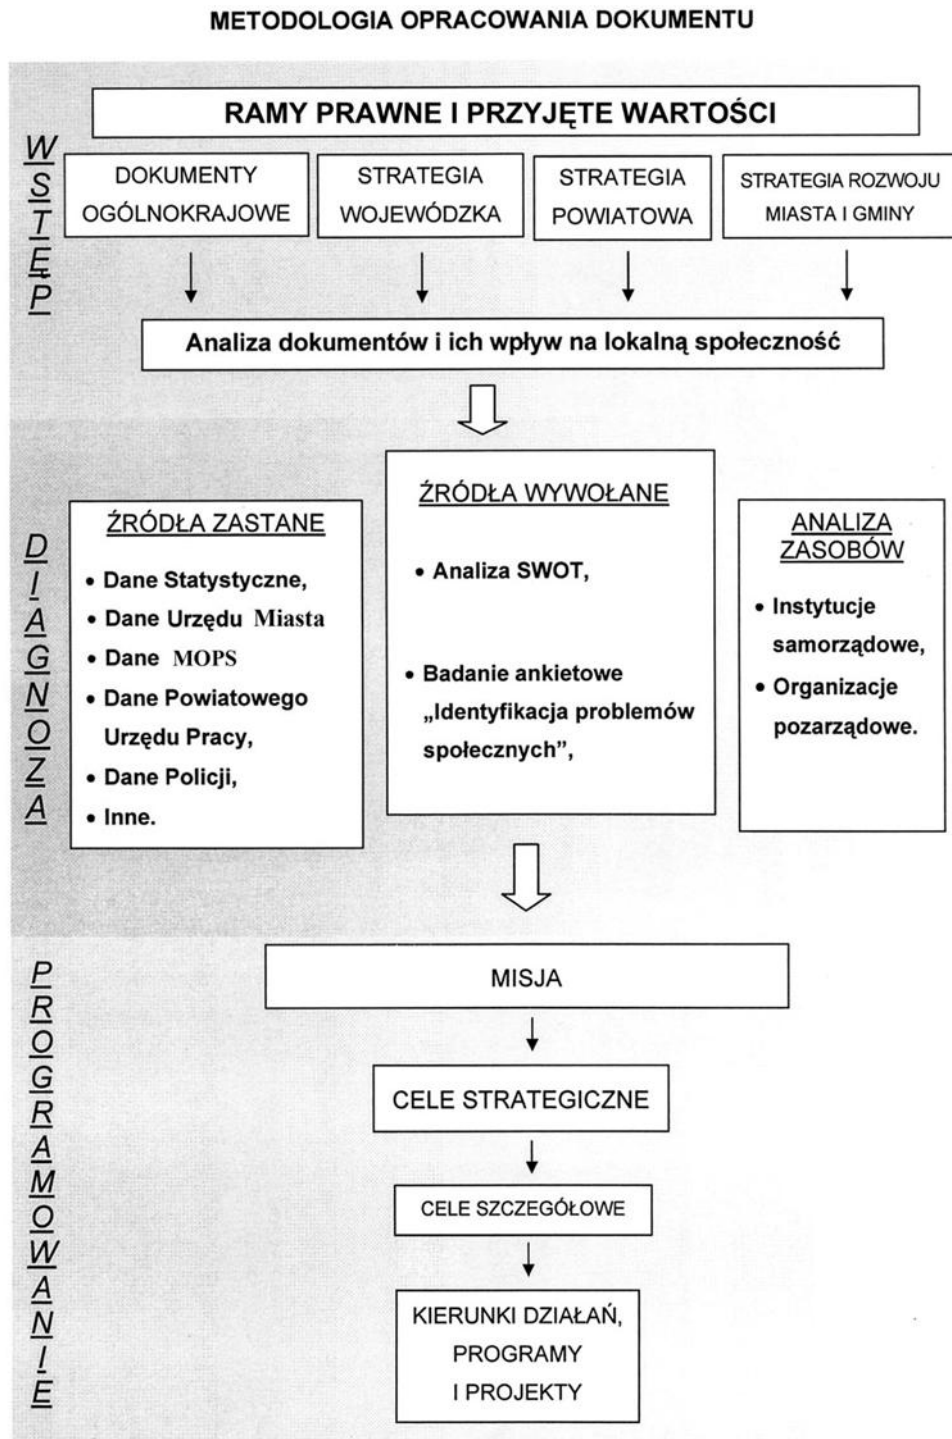 METODOLOGIA OPRACOWANIA DOKUMENTU
WSTĘP
RAMY PRAWNE I PRZYJĘTE WARTOŚCI
DOKUMENTY
OGÓLNOKRAJOWE
STRATEGIA
WOJEWÓDZKA
STRATEGIA
POWIATOWA
STRATEGIA ROZWOJU
MIASTA I GMINY
Analiza dokumentów i ich wpływ na lokalną społeczność
DIAGNOZA
ŹRÓDŁA ZASTANE
• Dane Statystyczne,
• Dane Urzędu Miasta
• Dane MOPS
• Dane Powiatowego
Urzędu Pracy,
• Dane Policji,
• Inne.
ŹRÓDŁA WYWOŁANE
• Analiza SWOT,
• Badanie ankietowe
„Identyfikacja problemów
społecznych”,
ANALIZA
ZASOBÓW
• Instytucje
samorządowe,
• Organizacje
pozarządowe.
PROGRAMOWANIE
MISJA
CELE STRATEGICZNE
CELE SZCZEGÓŁOWE
KIERUNKI DZIAŁAŃ,
PROGRAMY
I PROJEKTY